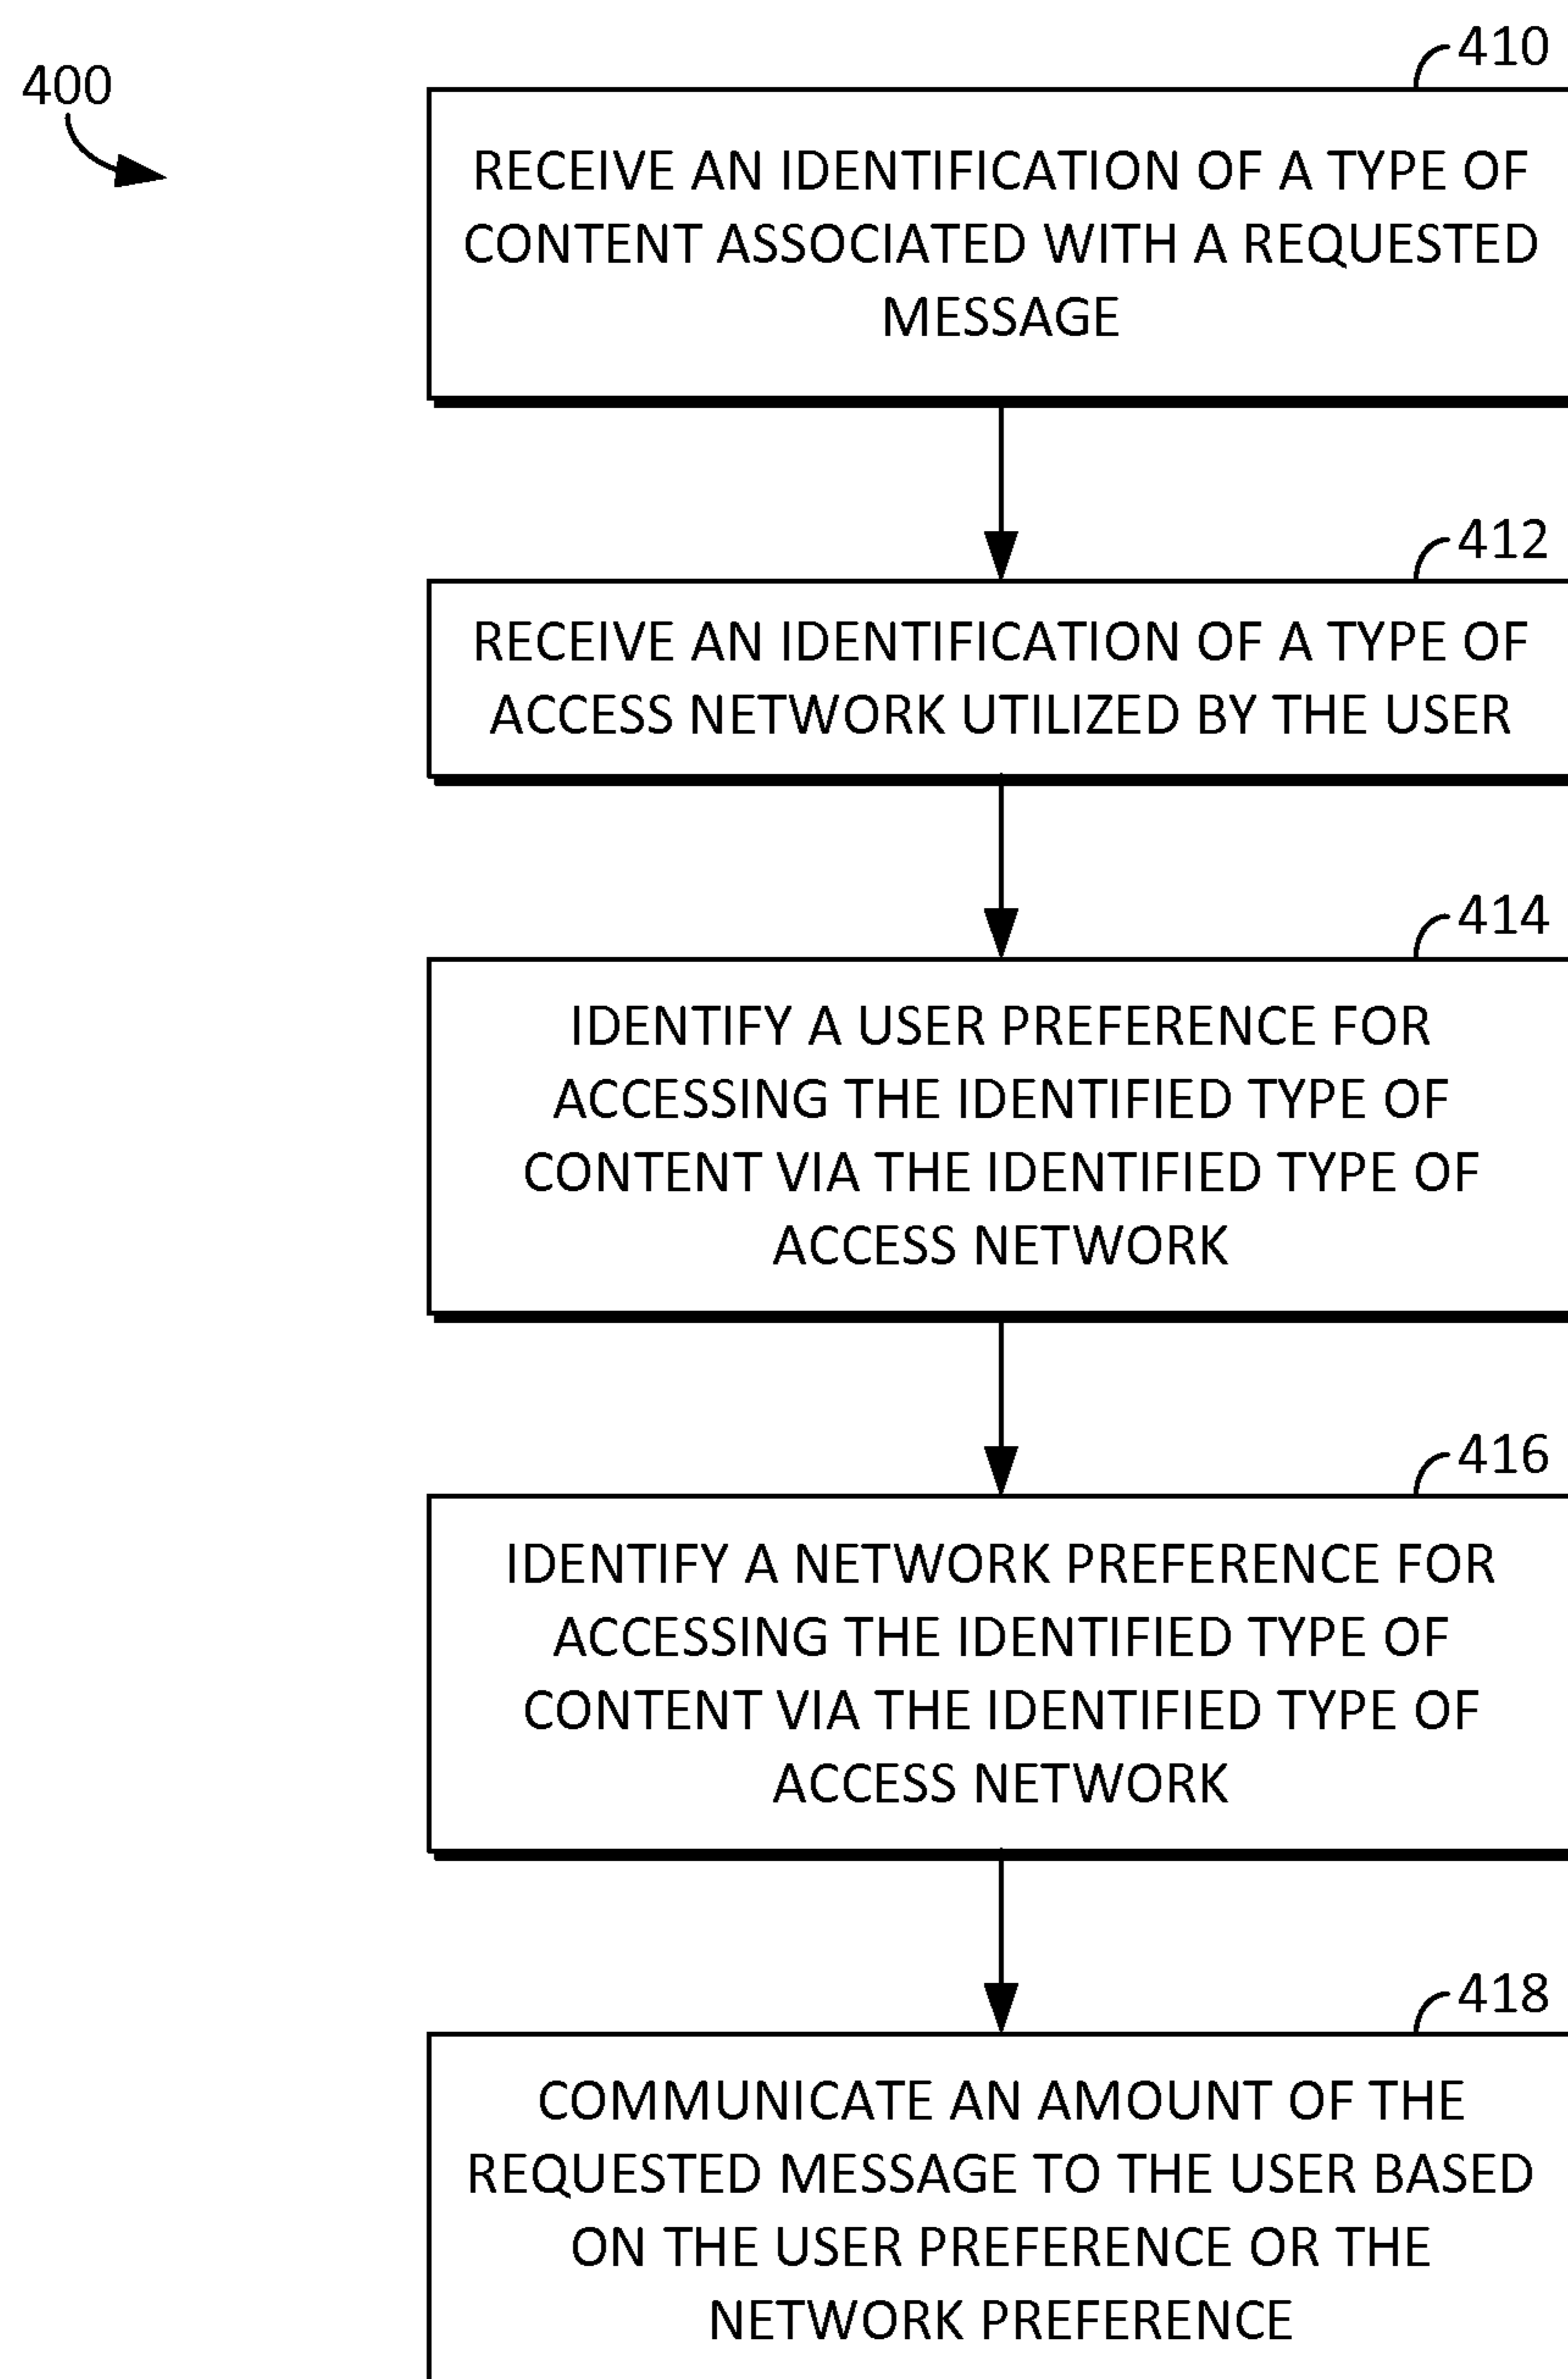 400
410
RECEIVE AN IDENTIFICATION OF A TYPE OF
CONTENT ASSOCIATED WITH A REQUESTED
MESSAGE
412
RECEIVE AN IDENTIFICATION OF A TYPE OF
ACCESS NETWORK UTILIZED BY THE USER
414
IDENTIFY A USER PREFERENCE FOR
ACCESSING THE IDENTIFIED TYPE OF
CONTENT VIA THE IDENTIFIED TYPE OF
ACCESS NETWORK
416
IDENTIFY A NETWORK PREFERENCE FOR
ACCESSING THE IDENTIFIED TYPE OF
CONTENT VIA THE IDENTIFIED TYPE OF
ACCESS NETWORK
418
COMMUNICATE AN AMOUNT OF THE
REQUESTED MESSAGE TO THE USER BASED
ON THE USER PREFERENCE OR THE
NETWORK PREFERENCE